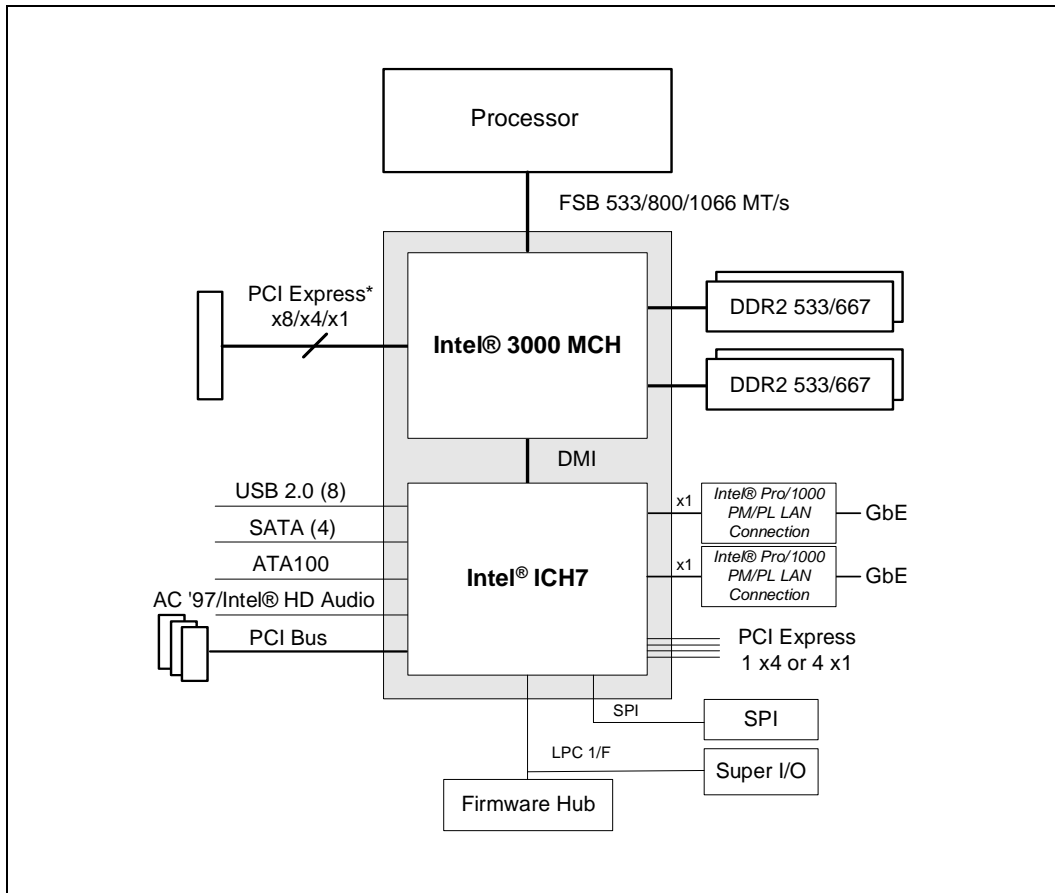 Processor
FSB 533/800/1066 MT/s
PCI Express*
x8/x4/x1
Intel® 3000 MCH
DDR2 533/667
DDR2 533/667
DMI
USB 2.0 (8)
SATA (4)
ATA100
AC '97/Intel® HD Audio
PCI Bus
Intel® ICH7
x1
Intel® Pro/1000
PM/PL LAN
Connection
GbE
x1
Intel® Pro/1000
PM/PL LAN
Connection
GbE
PCI Express
1 x4 or 4 x1
SPI
SPI
LPC 1/F
Super I/O
Firmware Hub